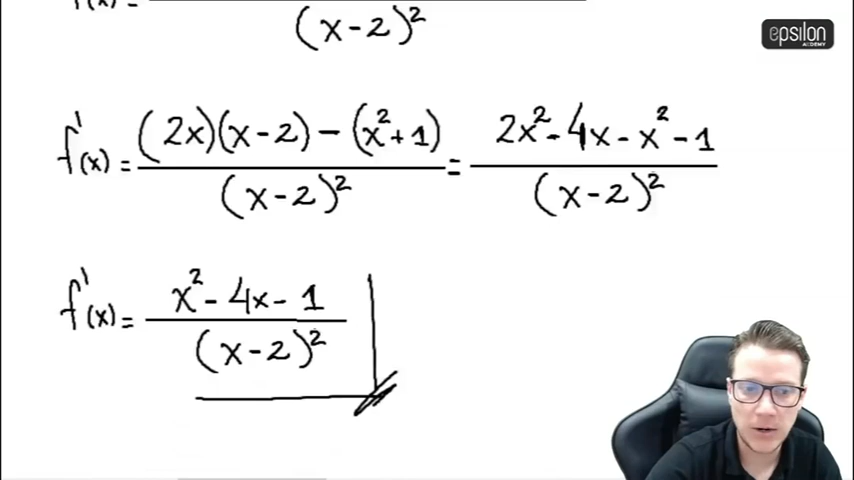 f'(x) =
(x-2)²
epsilon
ACADEMY
f'(x) = (2x)(x-2) - (x²+1) / (x-2)² = 2x² - 4x - x² - 1 / (x-2)²
f'(x) = x² - 4x - 1 / (x-2)²